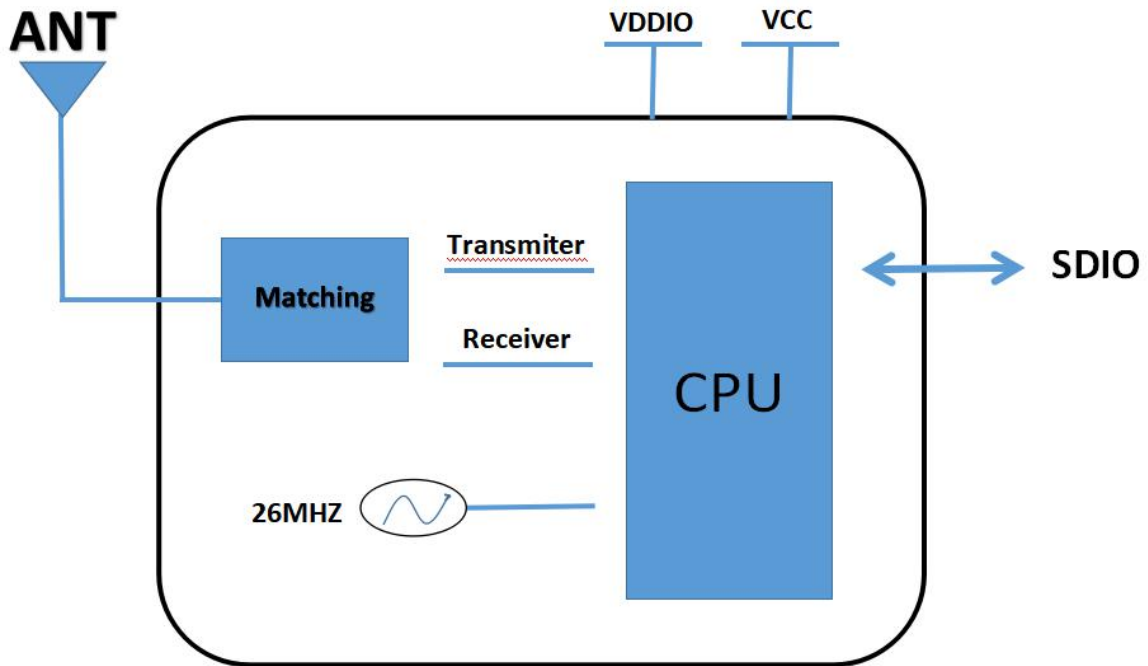 ANT
VDDIO
VCC
Transmiter
Matching
SDIO
Receiver
CPU
26MHZ